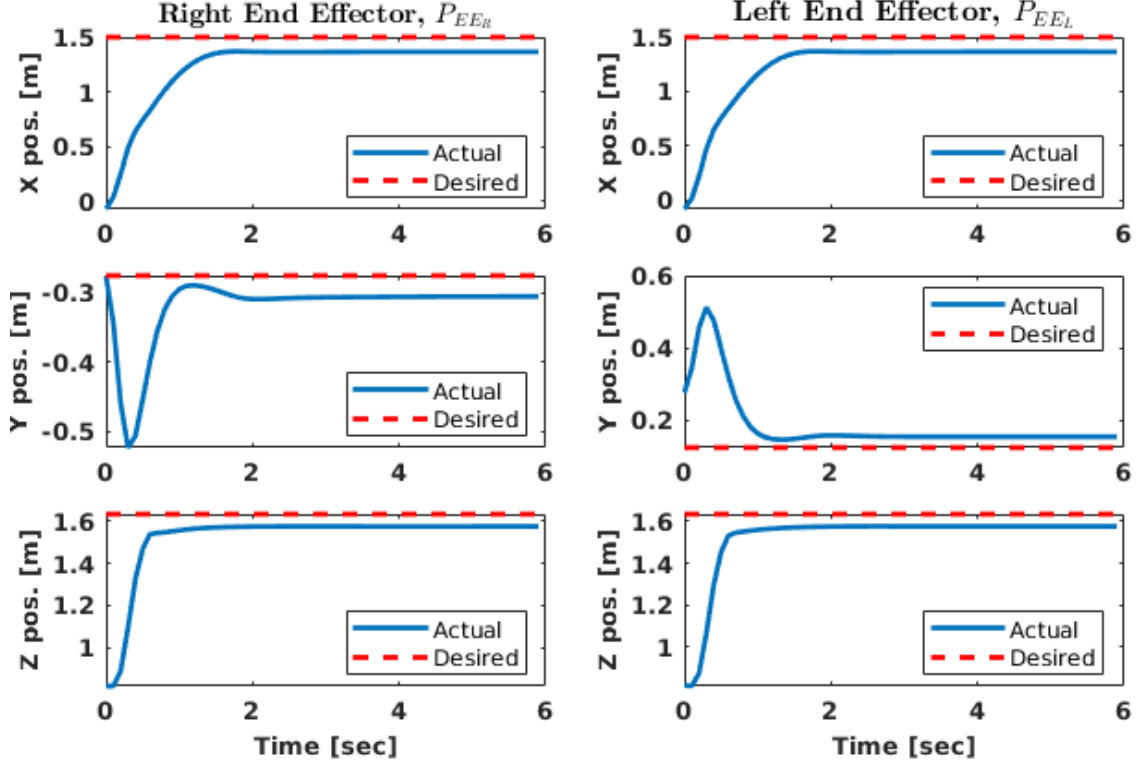 Right End Effector, P_{EE_R}
Left End Effector, P_{EE_L}
X pos. [m]
1.5
1
0.5
0
Actual
Desired
0 2 4 6
X pos. [m]
1.5
1
0.5
0
Actual
Desired
0 2 4 6
Y pos. [m]
-0.3
-0.4
-0.5
Actual
Desired
0 2 4 6
Y pos. [m]
0.6
0.4
0.2
Actual
Desired
0 2 4 6
Z pos. [m]
1.6
1.4
1.2
1
Actual
Desired
0 2 4 6
Time [sec]
Z pos. [m]
1.6
1.4
1.2
1
Actual
Desired
0 2 4 6
Time [sec]